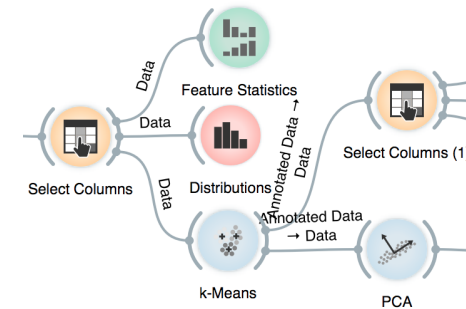 Data
Feature Statistics
Data
Annotated Data →
Data
Select Columns (1
Select Columns
Distributions
Data
Annotated Data
→ Data
k-Means
PCA